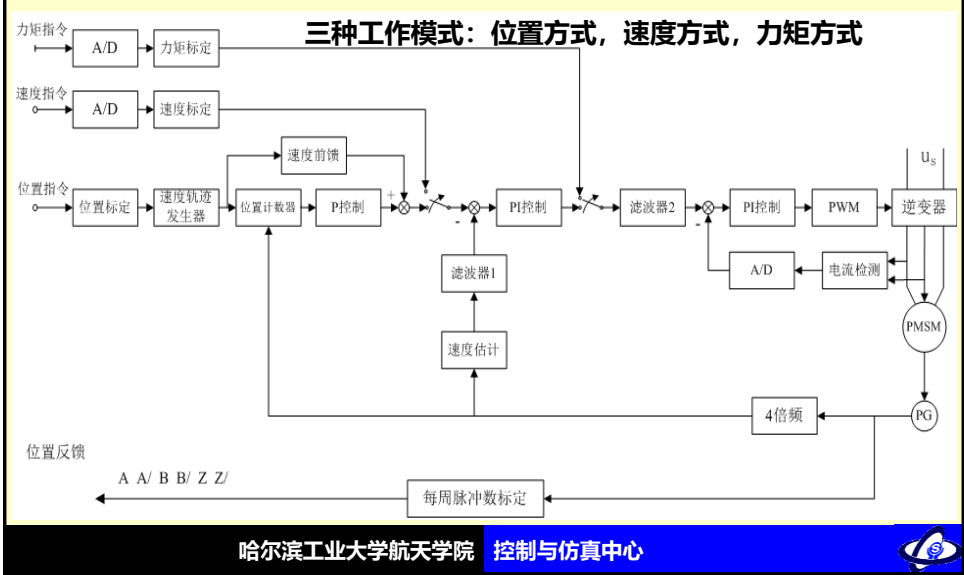 三种工作模式：位置方式，速度方式，力矩方式
力矩指令
A/D
力矩标定
速度指令
A/D
速度标定
速度前馈
u_s
位置指令
位置标定
速度轨迹
发生器
位置计数器
P控制
+
-
PI控制
滤波器2
-
PI控制
PWM
逆变器
滤波器1
A/D
电流检测
速度估计
PMSM
4倍频
PG
位置反馈
A A/ B B/ Z Z/
每周脉冲数标定
哈尔滨工业大学航天学院 控制与仿真中心